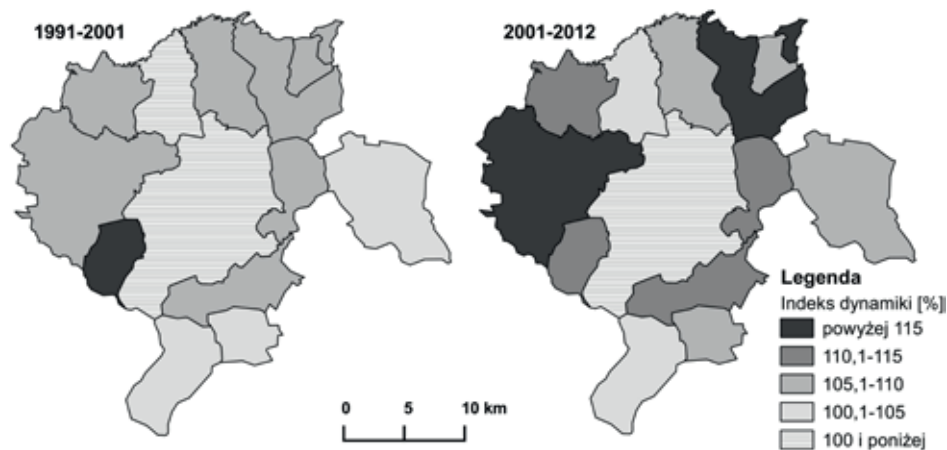 1991-2001
2001-2012
Legenda
Indeks dynamiki [%]
powyżej 115
110,1-115
105,1-110
100,1-105
100 i poniżej
0 5 10 km